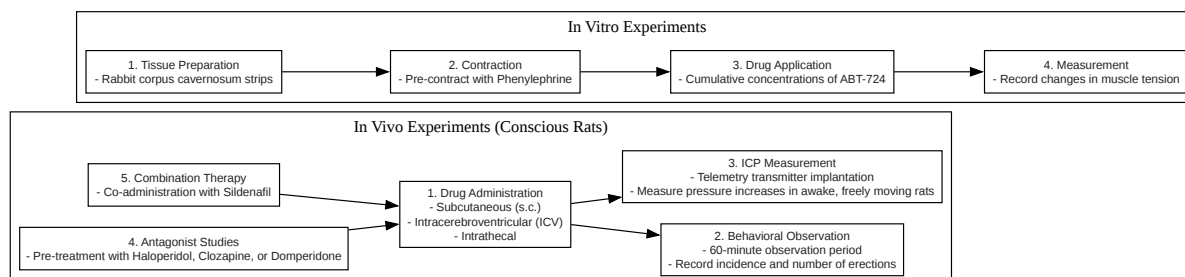 In Vitro Experiments
1. Tissue Preparation
- Rabbit corpus cavernosum strips
2. Contraction
- Pre-contract with Phenylephrine
3. Drug Application
- Cumulative concentrations of ABT-724
4. Measurement
- Record changes in muscle tension
In Vivo Experiments (Conscious Rats)
5. Combination Therapy
- Co-administration with Sildenafil
4. Antagonist Studies
- Pre-treatment with Haloperidol, Clozapine, or Domperidone
1. Drug Administration
- Subcutaneous (s.c.)
- Intracerebroventricular (ICV)
- Intrathecal
3. ICP Measurement
- Telemetry transmitter implantation
- Measure pressure increases in awake, freely moving rats
2. Behavioral Observation
- 60-minute observation period
- Record incidence and number of erections